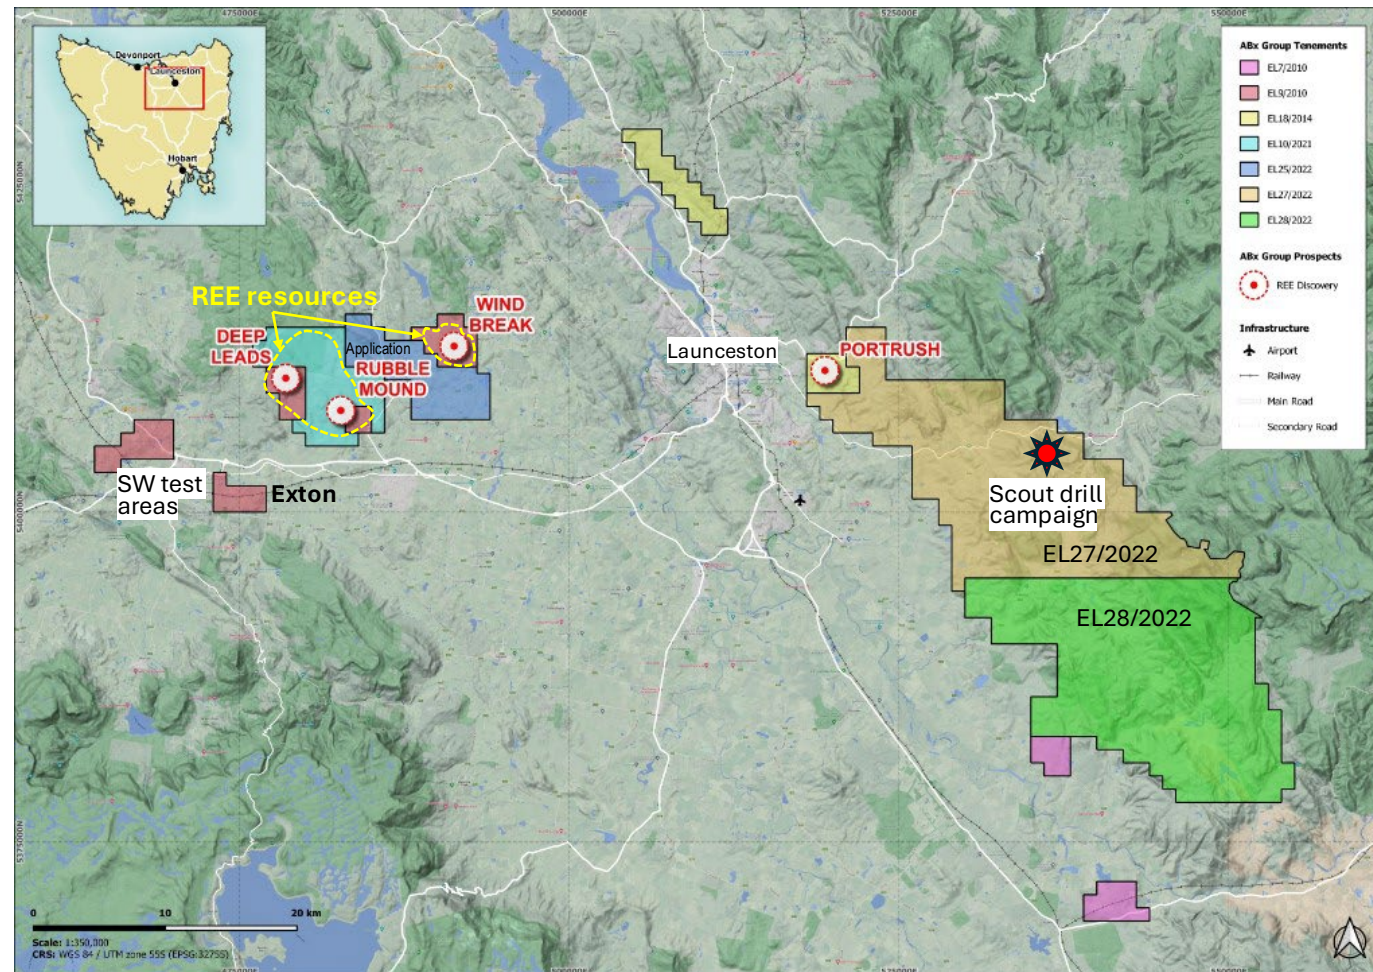 475000E
500000E
525000E
550000E
5425000N
5400000N
5375000N
Devonport
Launceston
Hobart
ABx Group Tenements
EL7/2010
EL9/2010
EL18/2014
EL10/2021
EL25/2022
EL27/2022
EL28/2022
ABx Group Prospects
REE Discovery
Infrastructure
Airport
Railway
Main Road
Secondary Road
REE resources
WIND
BREAK
DEEP
LEADS
Application
RUBBLE
MOUND
Launceston
PORTRUSH
SW test
areas
Exton
Scout drill
campaign
EL27/2022
EL28/2022
0 10 20 km
Scale: 1:350,000
CRS: WGS 84 / UTM zone 55S (EPSG:32755)
475000E
500000E
525000E
550000E